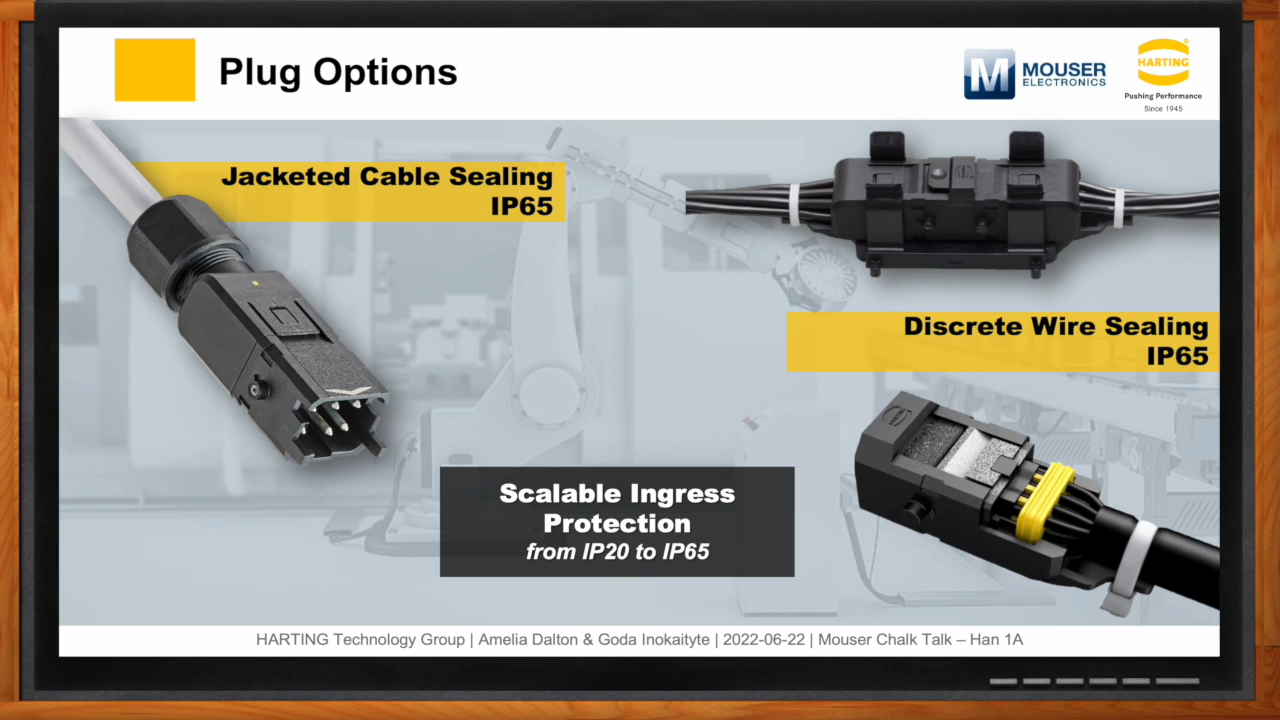 Plug Options
M
MOUSER
ELECTRONICS
HARTING
Pushing Performance
Since 1945
Jacketed Cable Sealing
IP65
Discrete Wire Sealing
IP65
HARTING
Scalable Ingress
Protection
from IP20 to IP65
HARTING Technology Group | Amelia Dalton & Goda Inokaityte | 2022-06-22 | Mouser Chalk Talk – Han 1A